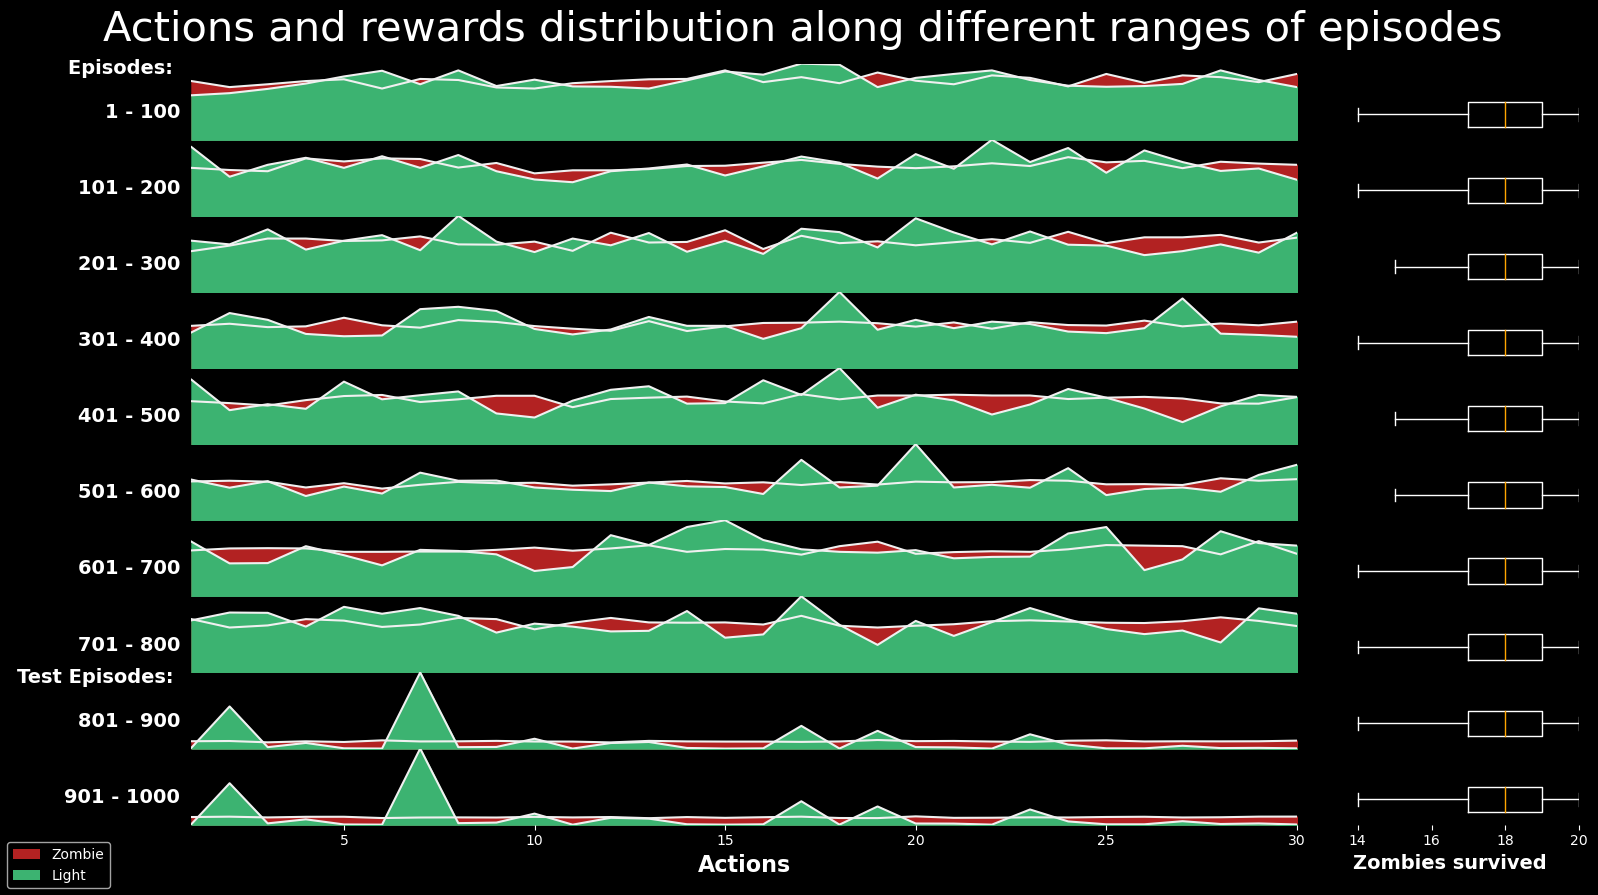 Actions and rewards distribution along different ranges of episodes
Episodes:
1 - 100
101 - 200
201 - 300
301 - 400
401 - 500
501 - 600
601 - 700
701 - 800
Test Episodes:
801 - 900
901 - 1000
5 10 15 20 25 30
14 16 18 20
Actions
Zombies survived
Zombie
Light